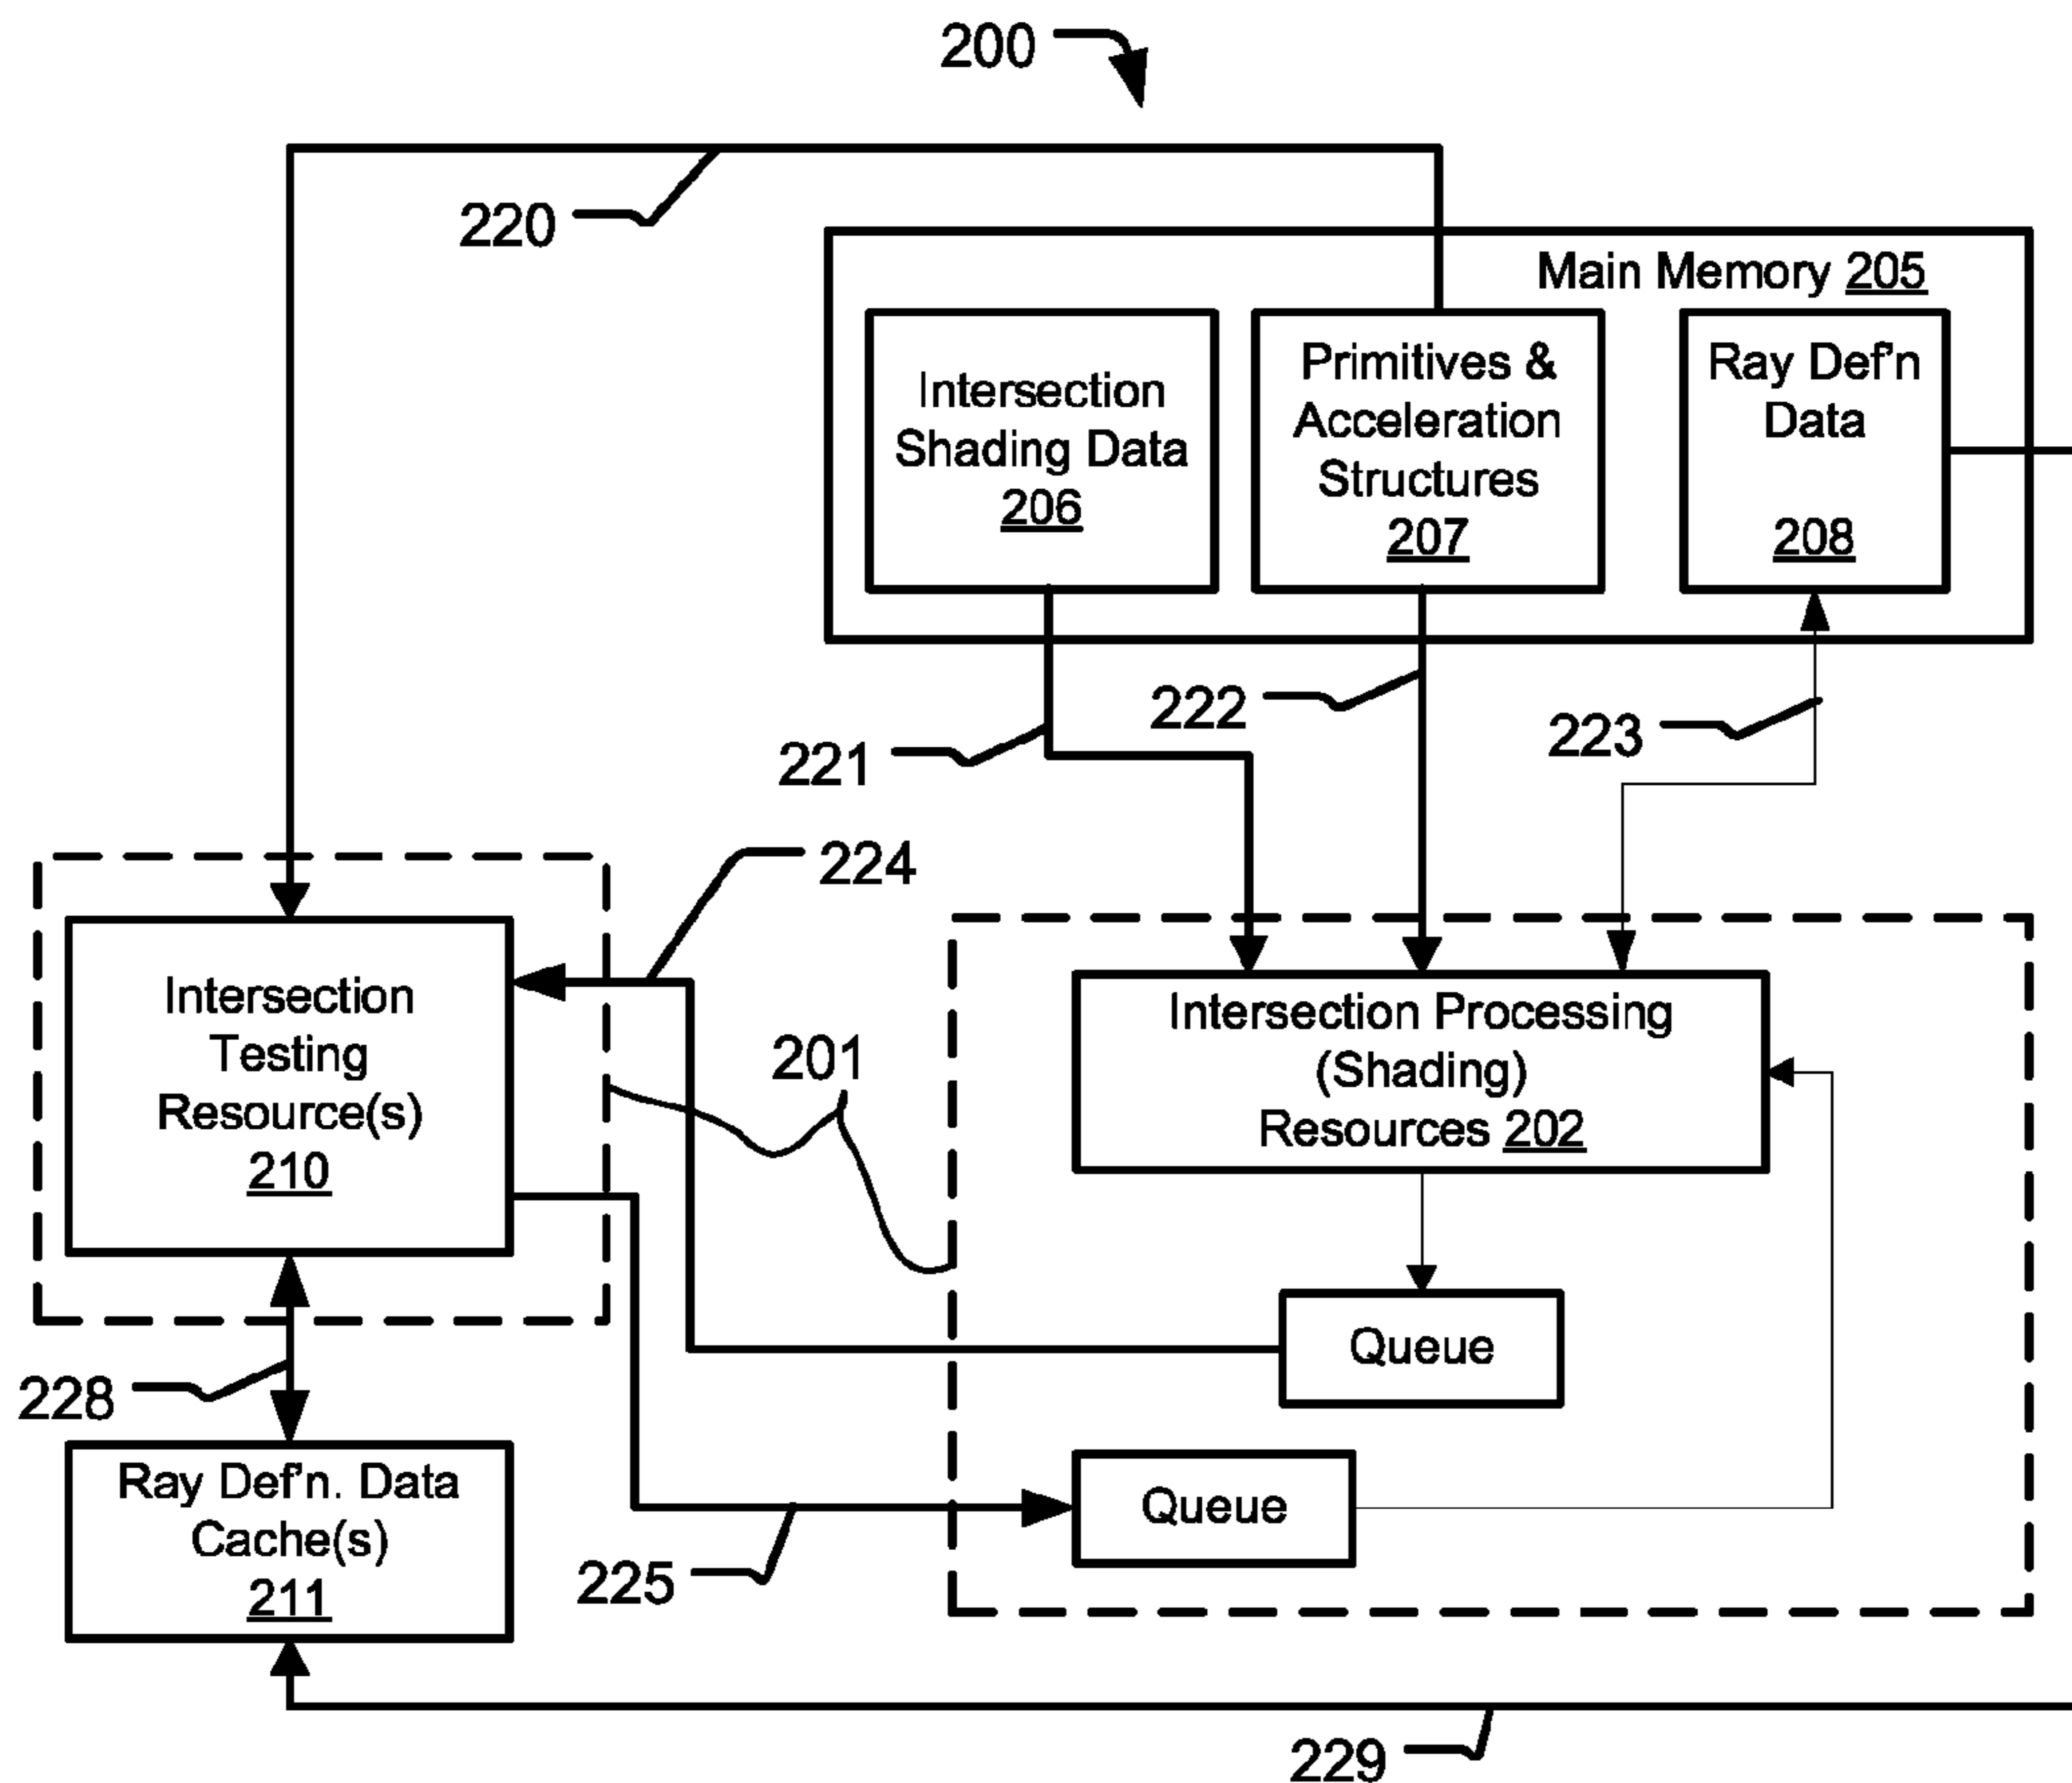 200
220
Main Memory 205
Intersection
Shading Data
206
Primitives &
Acceleration
Structures
207
Ray Def'n
Data
208
221
222
223
224
Intersection
Testing
Resource(s)
210
201
Intersection Processing
(Shading)
Resources 202
Queue
228
Ray Def'n. Data
Cache(s)
211
Queue
225
229